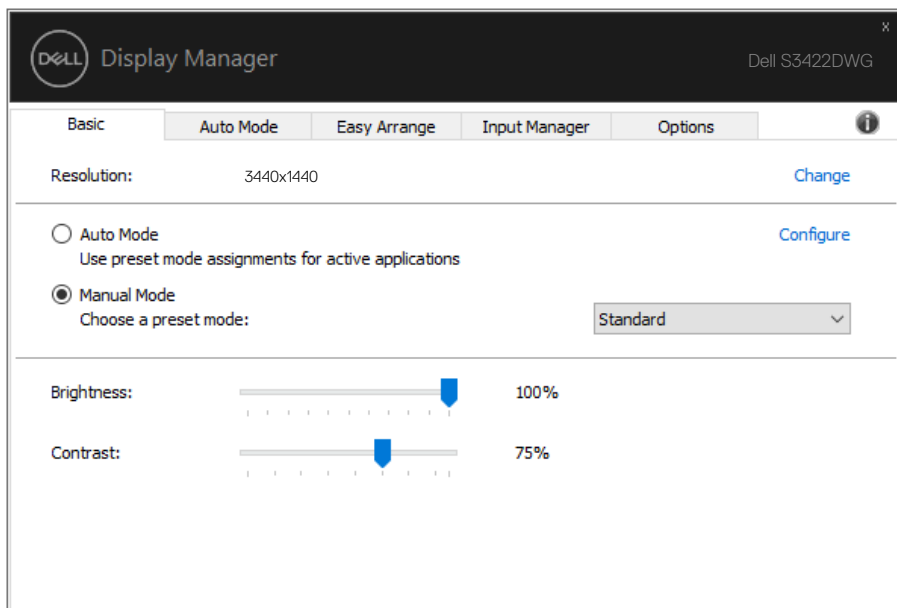 x
DELL Display Manager
Dell S3422DWG
Basic Auto Mode Easy Arrange Input Manager Options i
Resolution: 3440x1440 Change
Auto Mode Configure
Use preset mode assignments for active applications
Manual Mode
Choose a preset mode: Standard
Brightness: 100%
Contrast: 75%